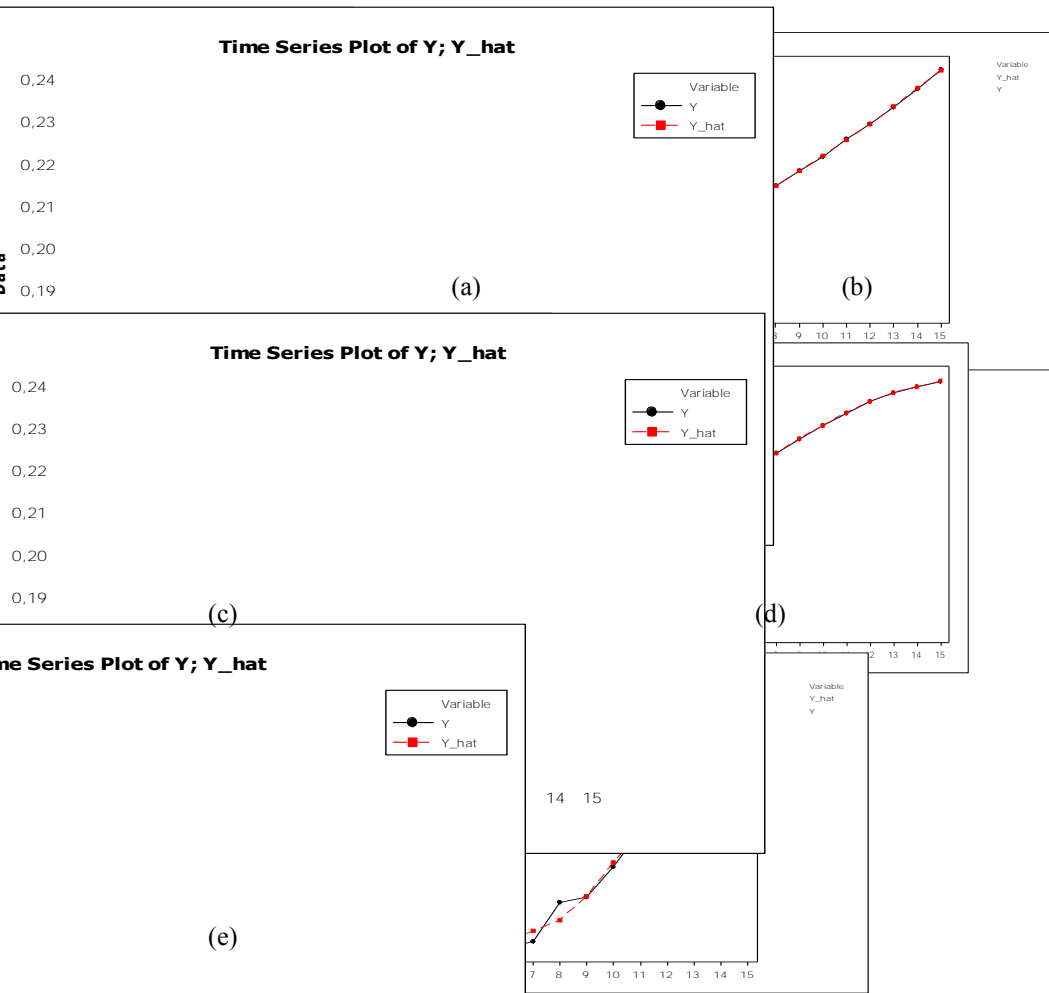 Time Series Plot of Y; Y_hat
0,24
0,23
0,22
0,21
0,20
0,19
Data
Variable
Y
Y_hat
(a)
Variable
Y_hat
Y
(b)
9 10 11 12 13 14 15
Time Series Plot of Y; Y_hat
0,24
0,23
0,22
0,21
0,20
0,19
Variable
Y
Y_hat
(c)
14 15
(d)
12 13 14 15
me Series Plot of Y; Y_hat
Variable
Y
Y_hat
(e)
Variable
Y_hat
Y
7 8 9 10 11 12 13 14 15